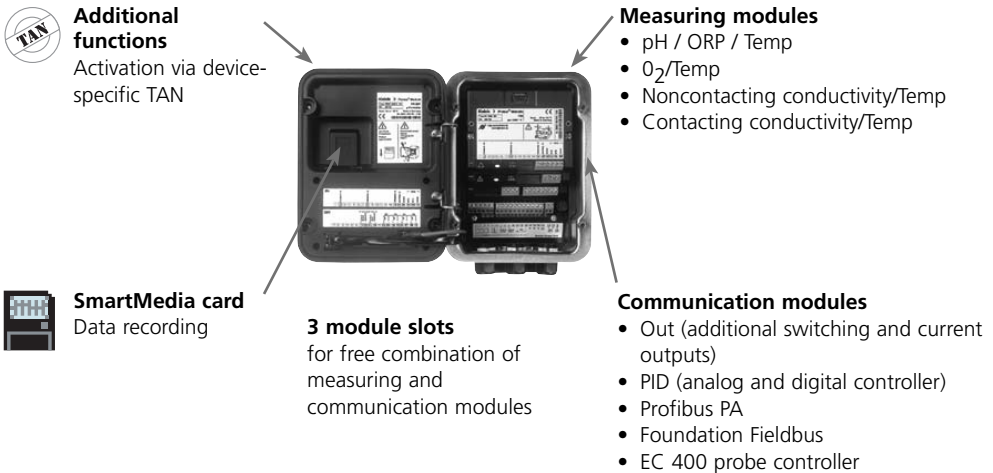 TAN
Additional
functions
Activation via device-
specific TAN
Measuring modules
• pH / ORP / Temp
• 0₂/Temp
• Noncontacting conductivity/Temp
• Contacting conductivity/Temp
SmartMedia card
Data recording
3 module slots
for free combination of
measuring and
communication modules
Communication modules
• Out (additional switching and current
outputs)
• PID (analog and digital controller)
• Profibus PA
• Foundation Fieldbus
• EC 400 probe controller